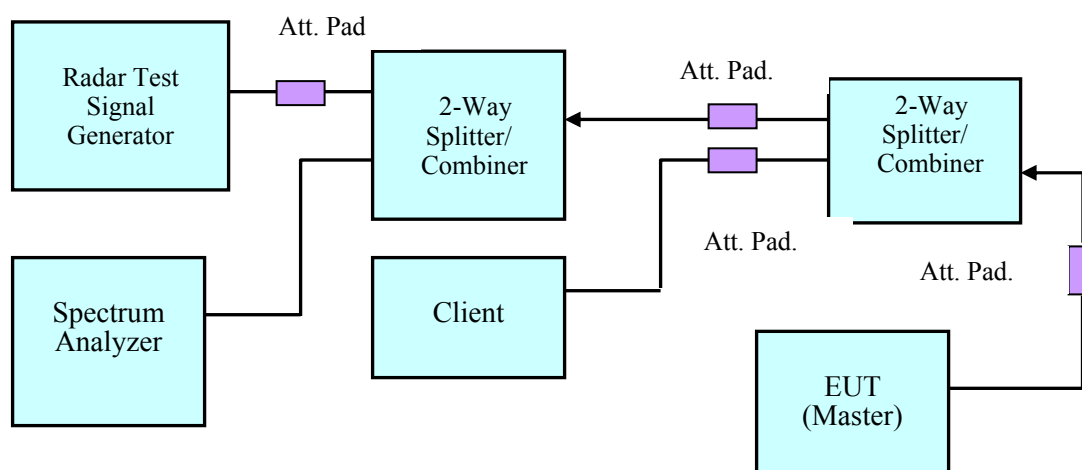 Att. Pad
Radar Test
Signal
Generator
2-Way
Splitter/
Combiner
Att. Pad.
2-Way
Splitter/
Combiner
Att. Pad.
Att. Pad.
Spectrum
Analyzer
Client
EUT
(Master)